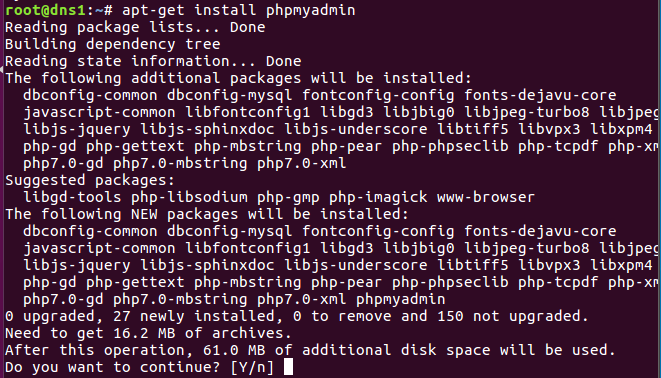 root@dns1:~# apt-get install phpmyadmin
Reading package lists... Done
Building dependency tree
Reading state information... Done
The following additional packages will be installed:
  dbconfig-common dbconfig-mysql fontconfig-config fonts-dejavu-core
  javascript-common libfontconfig1 libgd3 libjbig0 libjpeg-turbo8 libjpeg
  libjs-jquery libjs-sphinxdoc libjs-underscore libtiff5 libvpx3 libxpm4
  php-gd php-gettext php-mbstring php-pear php-phpseclib php-tcpdf php-xm
  php7.0-gd php7.0-mbstring php7.0-xml
Suggested packages:
  libgd-tools php-libsodium php-gmp php-imagick www-browser
The following NEW packages will be installed:
  dbconfig-common dbconfig-mysql fontconfig-config fonts-dejavu-core
  javascript-common libfontconfig1 libgd3 libjbig0 libjpeg-turbo8 libjpeg
  libjs-jquery libjs-sphinxdoc libjs-underscore libtiff5 libvpx3 libxpm4
  php-gd php-gettext php-mbstring php-pear php-phpseclib php-tcpdf php-xm
  php7.0-gd php7.0-mbstring php7.0-xml phpmyadmin
0 upgraded, 27 newly installed, 0 to remove and 150 not upgraded.
Need to get 16.2 MB of archives.
After this operation, 61.0 MB of additional disk space will be used.
Do you want to continue? [Y/n]